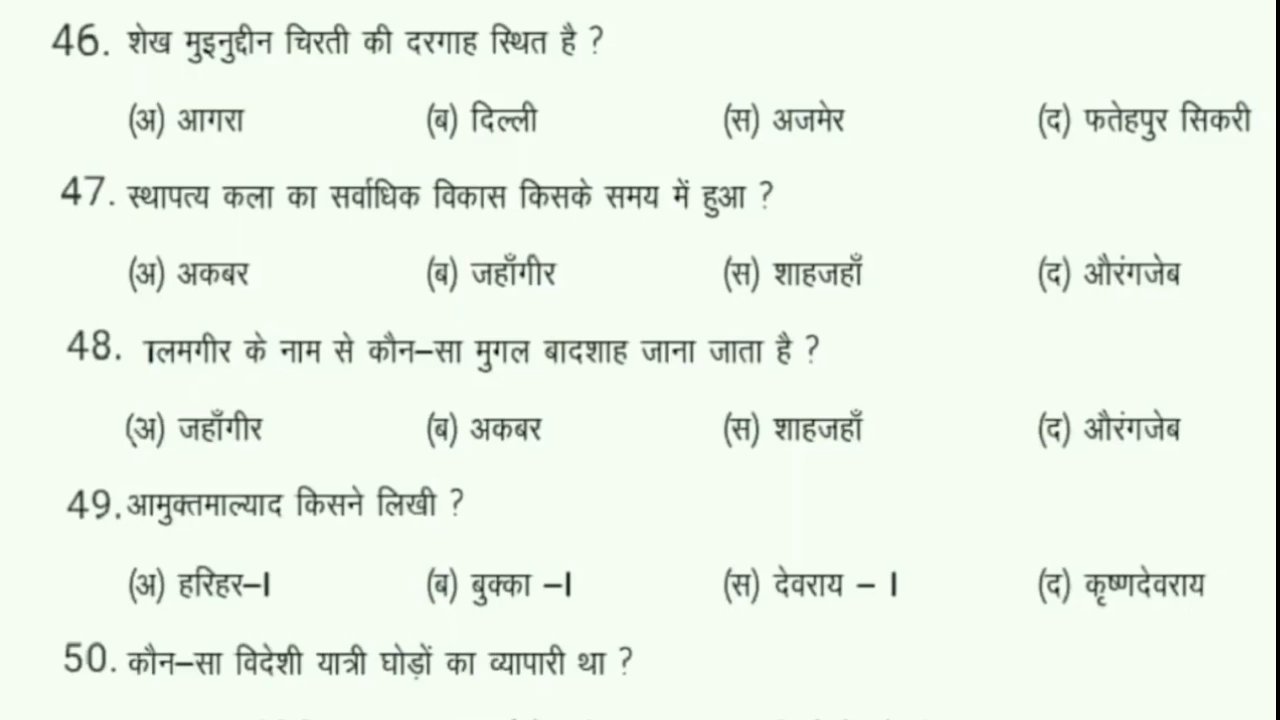 46. शेख मुइनुद्दीन चिरती की दरगाह स्थित है ?
(अ) आगरा (ब) दिल्ली (स) अजमेर (द) फतेहपुर सिकरी
47. स्थापत्य कला का सर्वाधिक विकास किसके समय में हुआ ?
(अ) अकबर (ब) जहाँगीर (स) शाहजहाँ (द) औरंगजेब
48. ालमगीर के नाम से कौन–सा मुगल बादशाह जाना जाता है ?
(अ) जहाँगीर (ब) अकबर (स) शाहजहाँ (द) औरंगजेब
49. आमुक्तमाल्याद किसने लिखी ?
(अ) हरिहर–I (ब) बुक्का –I (स) देवराय – I (द) कृष्णदेवराय
50. कौन–सा विदेशी यात्री घोड़ों का व्यापारी था ?